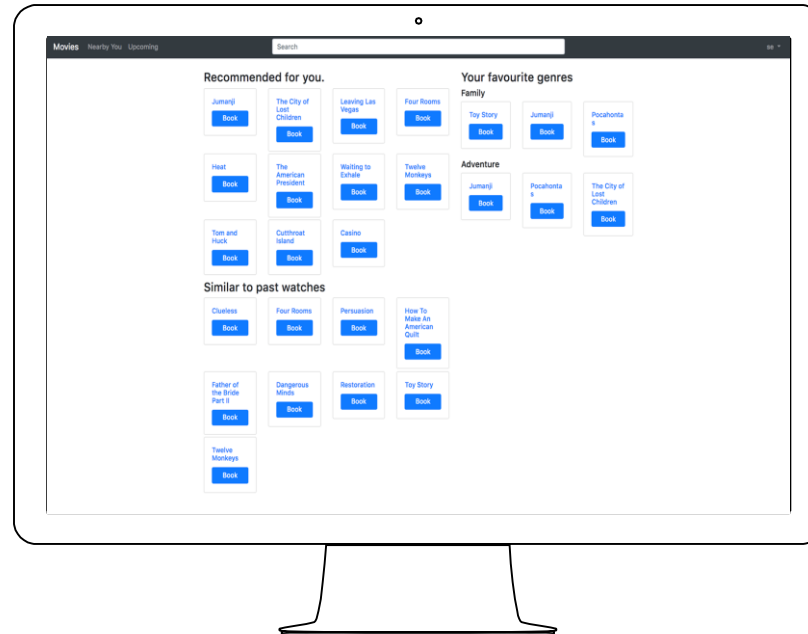 Movies Nearby You Upcoming Search se
Recommended for you.
Jumanji
Book
The City of
Lost
Children
Book
Leaving Las
Vegas
Book
Four Rooms
Book
Heat
Book
The
American
President
Book
Waiting to
Exhale
Book
Twelve
Monkeys
Book
Tom and
Huck
Book
Cutthroat
Island
Book
Casino
Book
Similar to past watches
Clueless
Book
Four Rooms
Book
Persuasion
Book
How To
Make An
American
Quilt
Book
Father of
the Bride
Part II
Book
Dangerous
Minds
Book
Restoration
Book
Toy Story
Book
Twelve
Monkeys
Book
Your favourite genres
Family
Toy Story
Book
Jumanji
Book
Pocahonta
s
Book
Adventure
Jumanji
Book
Pocahonta
s
Book
The City of
Lost
Children
Book